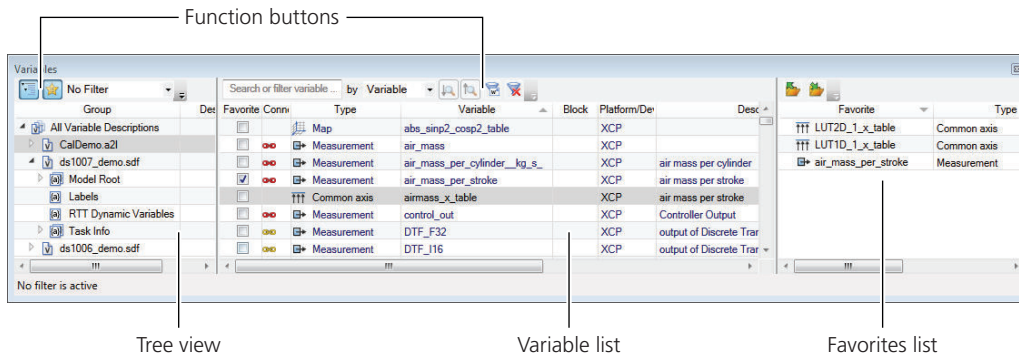 Function buttons
Variables
No Filter
Search or filter variable ... by Variable
Group Des Favorite Conne Type Variable Block Platform/Dev Desc Favorite Type
All Variable Descriptions Map abs_sinp2_cosp2_table XCP LUT2D_1_x_table Common axis
CalDemo.a2l Measurement air_mass XCP LUT1D_1_x_table Common axis
ds1007_demo.sdf Measurement air_mass_per_cylinder__kg_s_ XCP air mass per cylinder air_mass_per_stroke Measurement
Model Root Measurement air_mass_per_stroke XCP air mass per stroke
Labels Common axis airmass_x_table XCP air mass per stroke
RTT Dynamic Variables Measurement control_out XCP Controller Output
Task Info Measurement DTF_F32 XCP output of Discrete Tran
ds1006_demo.sdf Measurement DTF_I16 XCP output of Discrete Tran
No filter is active
Tree view Variable list Favorites list